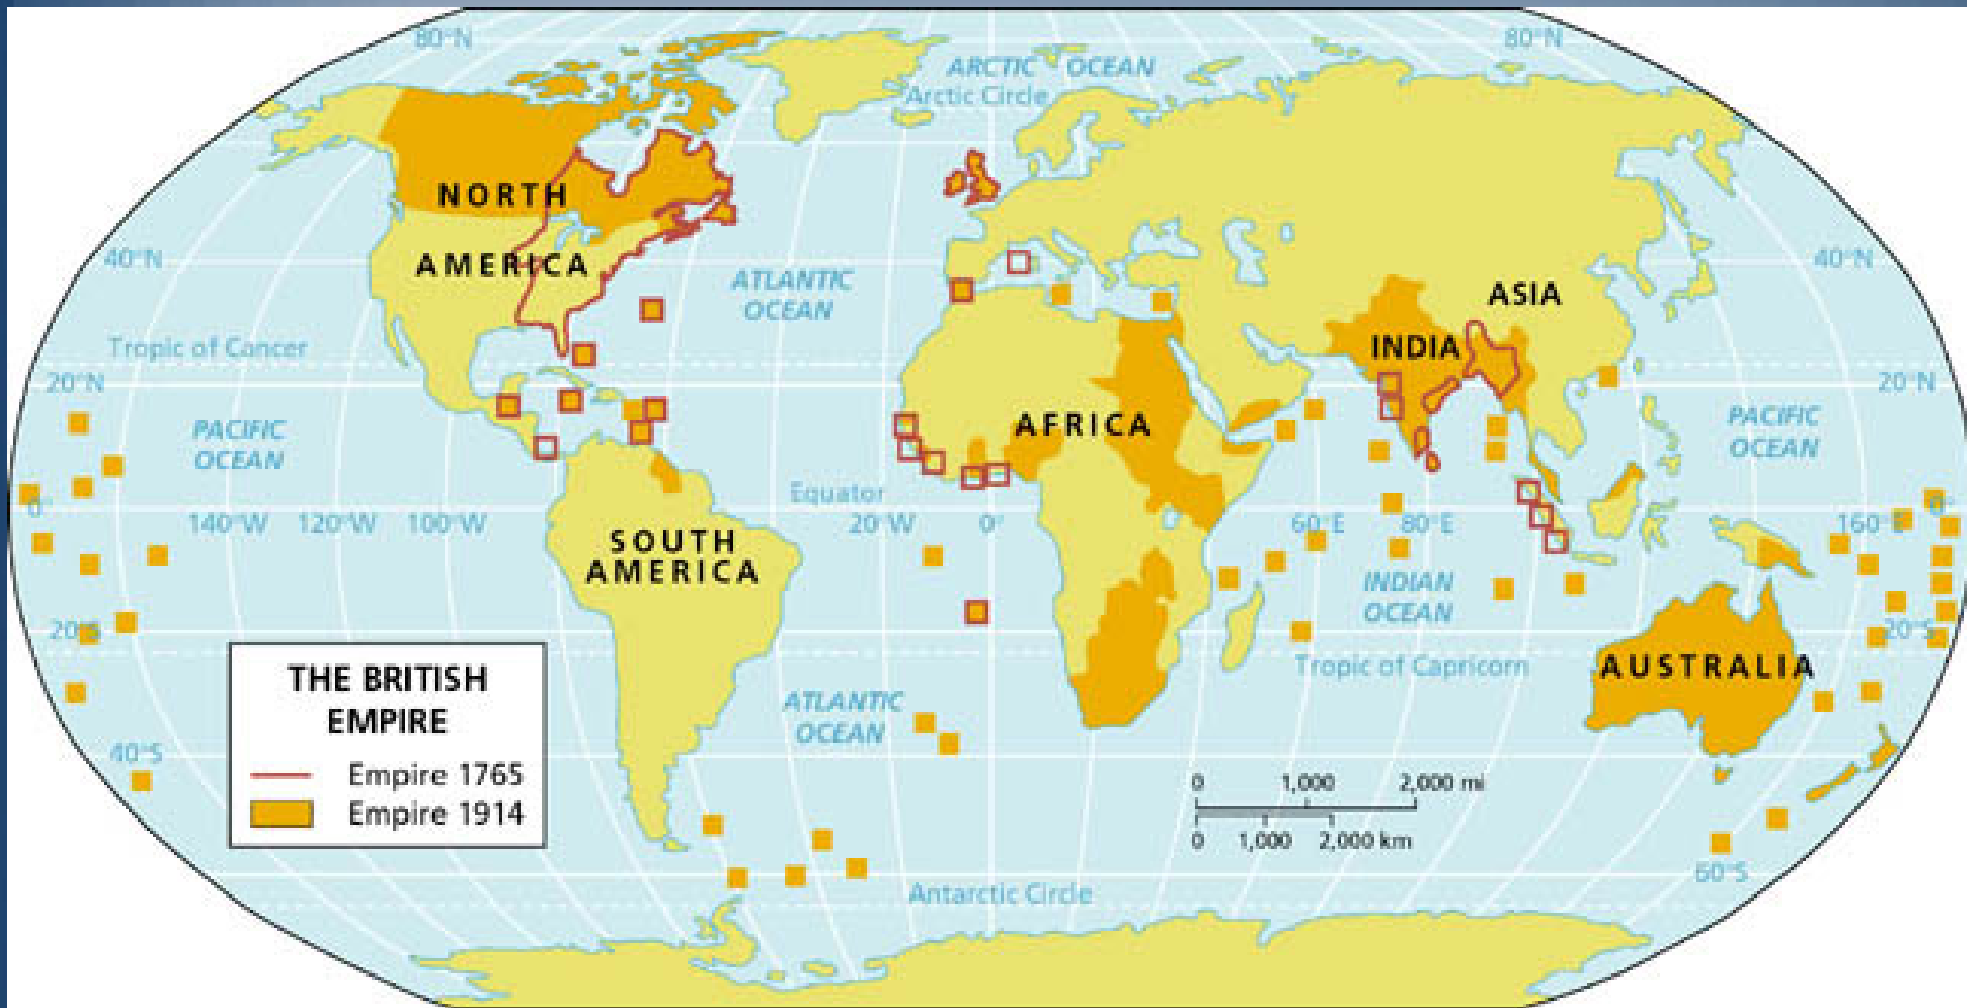 80°N
80°N
ARCTIC OCEAN
Arctic Circle
NORTH
AMERICA
40°N
40°N
ATLANTIC
OCEAN
ASIA
INDIA
Tropic of Cancer
20°N
20°N
PACIFIC
OCEAN
AFRICA
PACIFIC
OCEAN
Equator
0°
140°W
120°W
100°W
20°W
0°
60°E
80°E
160°E
0°
SOUTH
AMERICA
INDIAN
OCEAN
20°S
20°S
Tropic of Capricorn
AUSTRALIA
THE BRITISH
EMPIRE
Empire 1765
Empire 1914
ATLANTIC
OCEAN
40°S
0 1,000 2,000 mi
0 1,000 2,000 km
60°S
Antarctic Circle